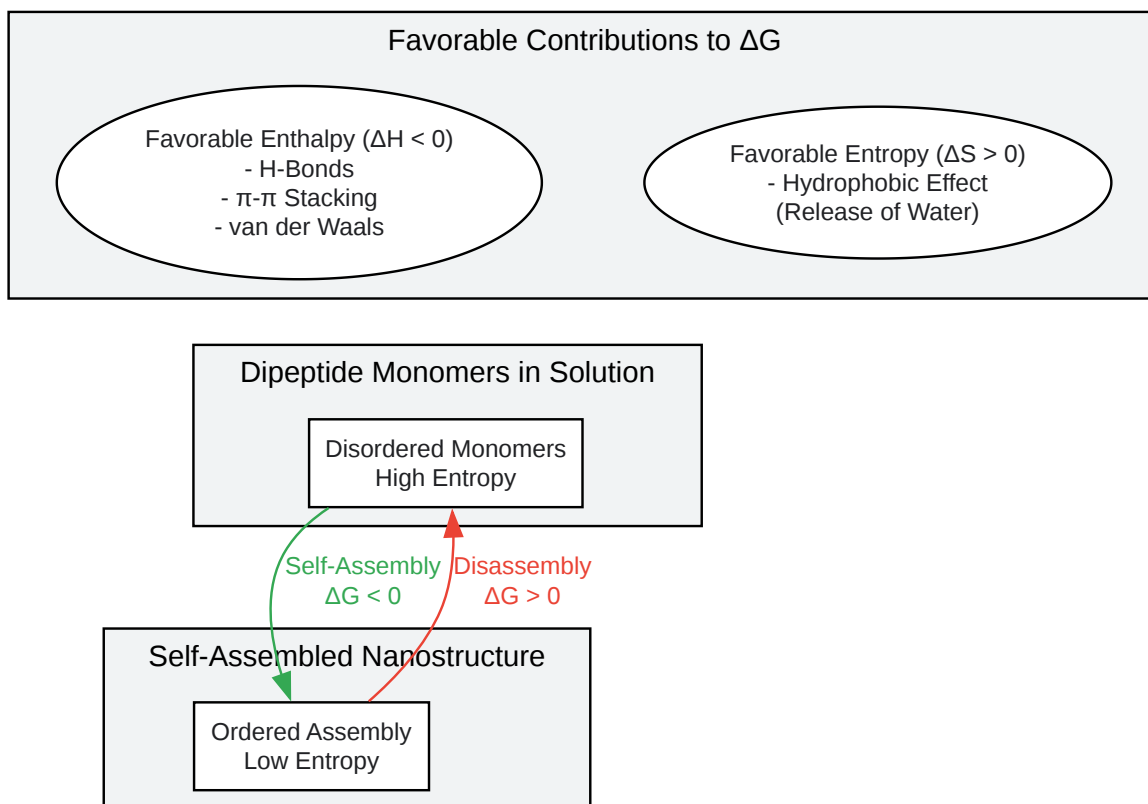 Favorable Contributions to ΔG
Favorable Enthalpy (ΔH < 0)
- H-Bonds
- π-π Stacking
- van der Waals
Favorable Entropy (ΔS > 0)
- Hydrophobic Effect
(Release of Water)
Dipeptide Monomers in Solution
Disordered Monomers
High Entropy
Self-Assembly
ΔG < 0
Disassembly
ΔG > 0
Self-Assembled Nanostructure
Ordered Assembly
Low Entropy